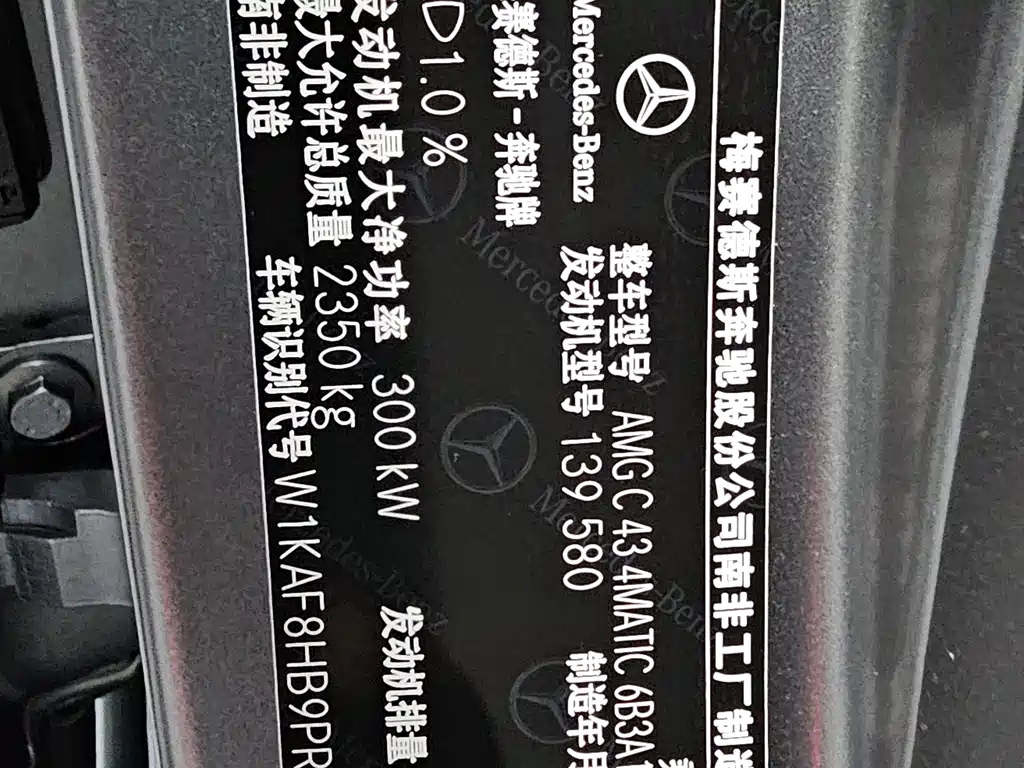 梅赛德斯奔驰股份公司南非工厂制造
Mercedes-Benz
整车型号 AMG C 43 4MATIC 6B3A1
梅赛德斯-奔驰牌
发动机型号 139 580 制造年月
D1.0%
发动机最大净功率 300 kW 发动机排量
最大允许总质量 2350 kg
南非制造 车辆识别代号 W1KAF8HB9PR